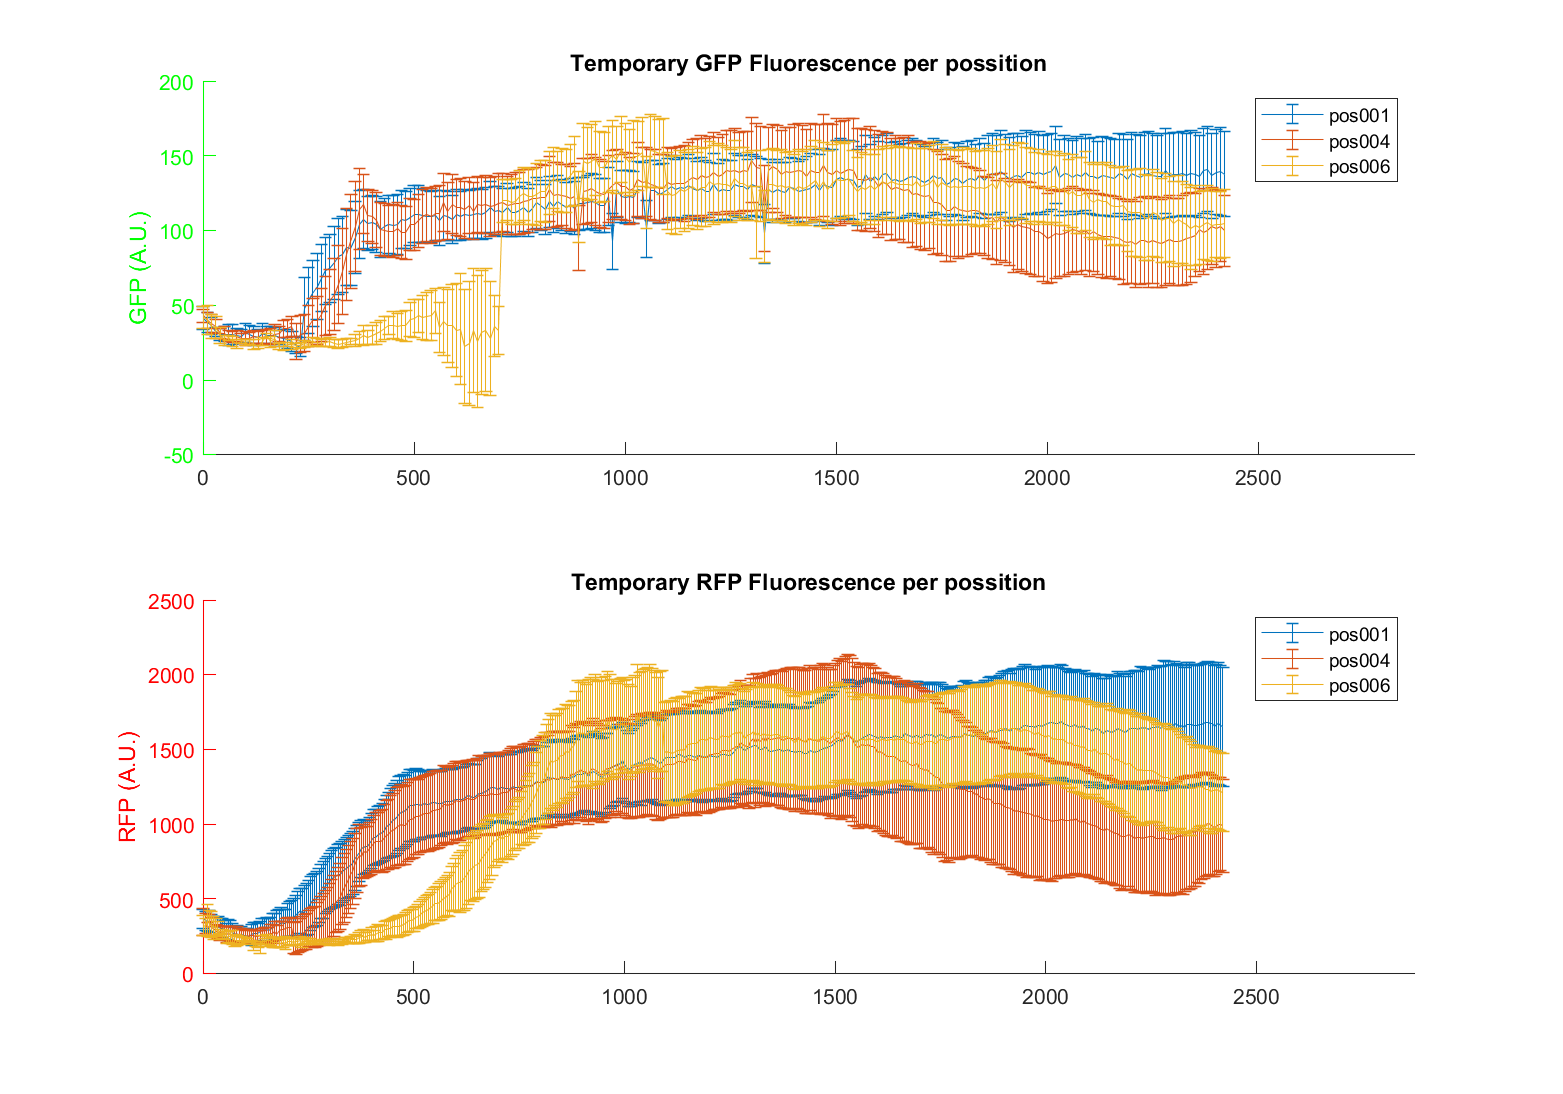 Temporary GFP Fluorescence per possition
200
150
100
50
0
-50
GFP (A.U.)
0 500 1000 1500 2000 2500
pos001
pos004
pos006
Temporary RFP Fluorescence per possition
2500
2000
1500
1000
500
0
RFP (A.U.)
0 500 1000 1500 2000 2500
pos001
pos004
pos006